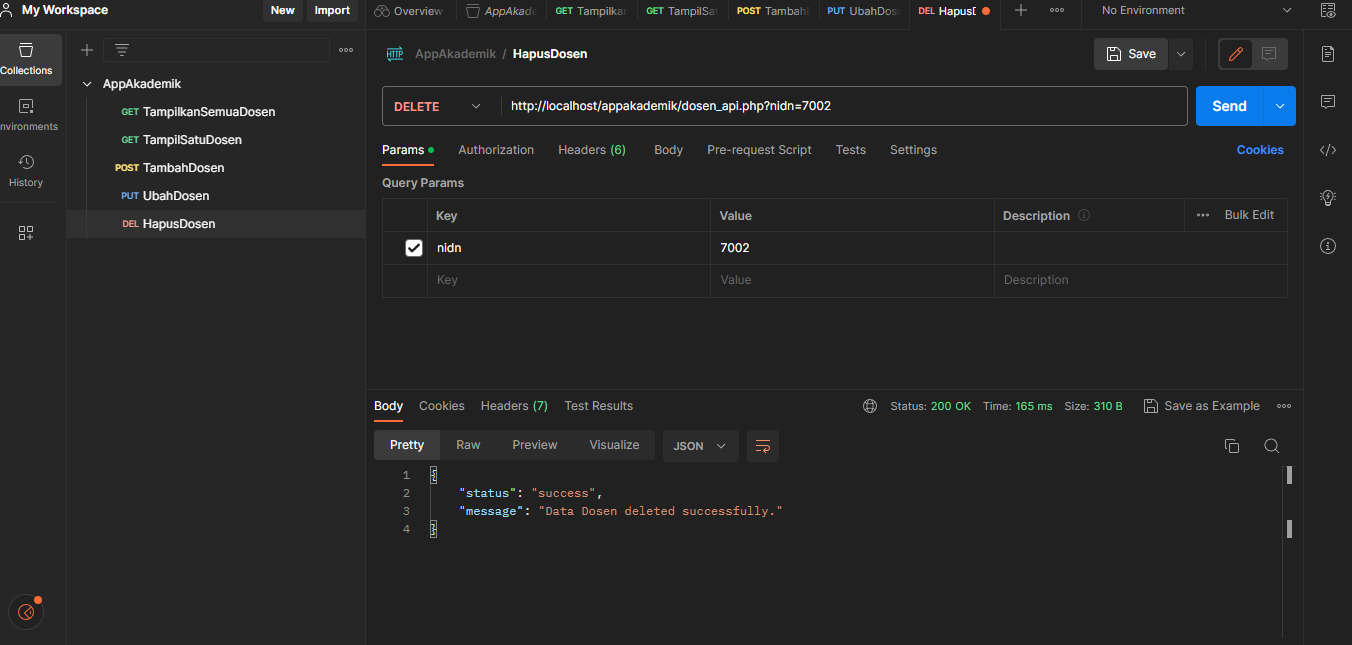 My Workspace New Import Overview AppAkade GET Tampilkar GET TampilSat POST Tambah PUT UbahDos DEL HapusD No Environment
Collections
AppAkademik / HapusDosen Save
AppAkademik
DELETE http://localhost/appakademik/dosen_api.php?nidn=7002 Send
GET TampilkanSemuaDosen
nvironments
GET TampilSatuDosen
Params Authorization Headers (6) Body Pre-request Script Tests Settings Cookies
POST TambahDosen
History
Query Params
PUT UbahDosen
Key Value Description Bulk Edit
DEL HapusDosen
nidn 7002
Key Value Description
Body Cookies Headers (7) Test Results Status: 200 OK Time: 165 ms Size: 310 B Save as Example
Pretty Raw Preview Visualize JSON
1 {
2 "status": "success",
3 "message": "Data Dosen deleted successfully."
4 }